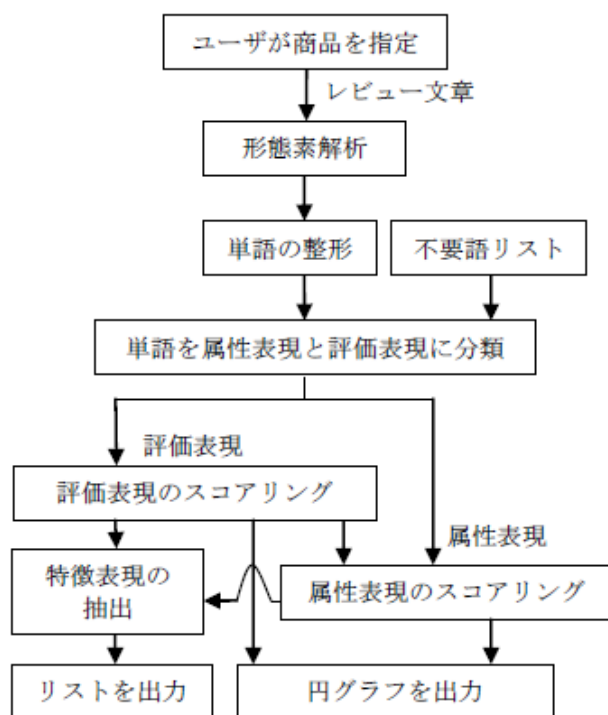 ユーザが商品を指定
レビュー文章
形態素解析
単語の整形
不要語リスト
単語を属性表現と評価表現に分類
評価表現
評価表現のスコアリング
属性表現
特徴表現の
抽出
属性表現のスコアリング
リストを出力
円グラフを出力